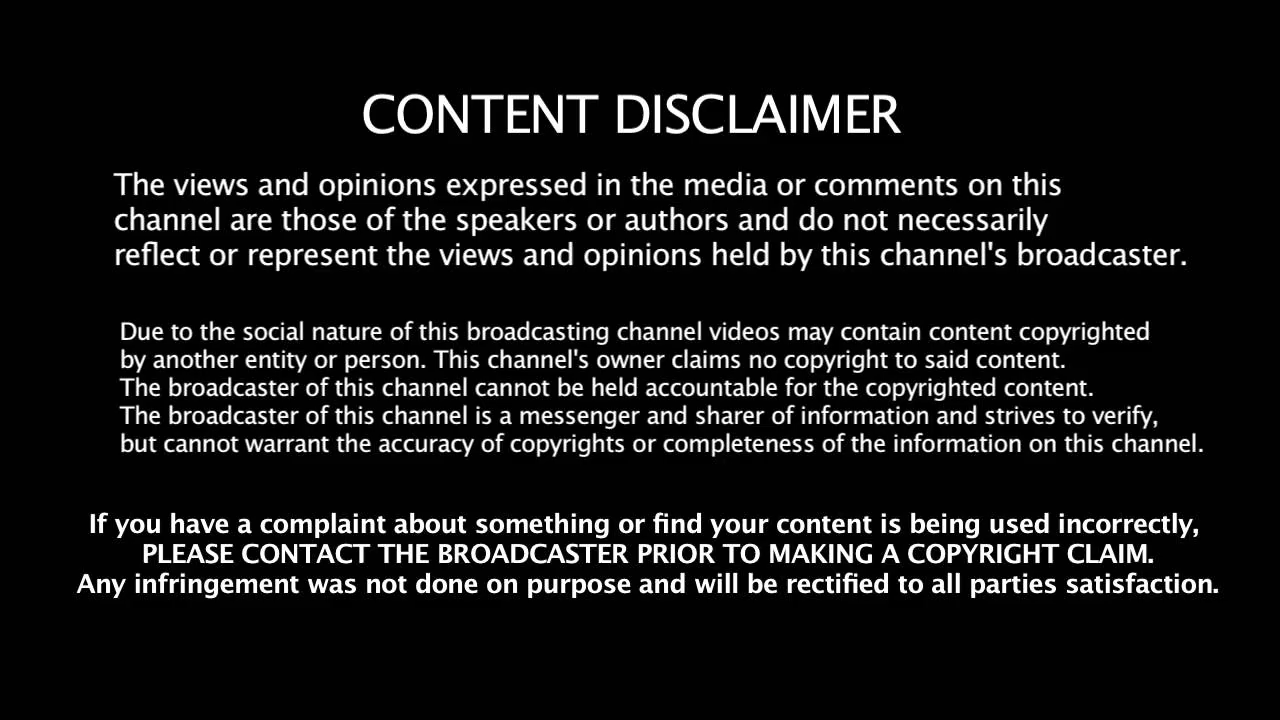 CONTENT DISCLAIMER
The views and opinions expressed in the media or comments on this
channel are those of the speakers or authors and do not necessarily
reflect or represent the views and opinions held by this channel's broadcaster.
Due to the social nature of this broadcasting channel videos may contain content copyrighted
by another entity or person. This channel's owner claims no copyright to said content.
The broadcaster of this channel cannot be held accountable for the copyrighted content.
The broadcaster of this channel is a messenger and sharer of information and strives to verify,
but cannot warrant the accuracy of copyrights or completeness of the information on this channel.
If you have a complaint about something or find your content is being used incorrectly,
PLEASE CONTACT THE BROADCASTER PRIOR TO MAKING A COPYRIGHT CLAIM.
Any infringement was not done on purpose and will be rectified to all parties satisfaction.